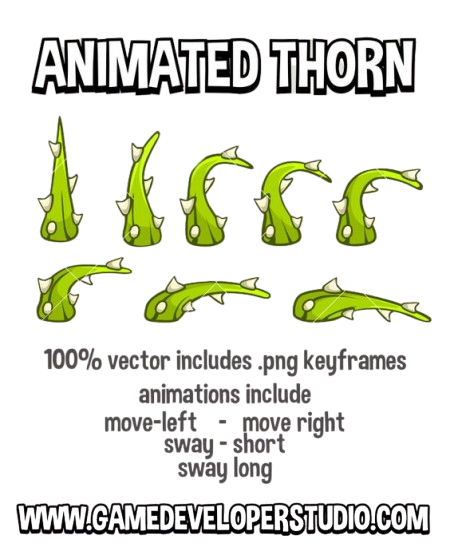 ANIMATED THORN
100% vector includes .png keyframes
animations include
move-left - move right
sway - short
sway long
WWW.GAMEDEVELOPERSTUDIO.COM